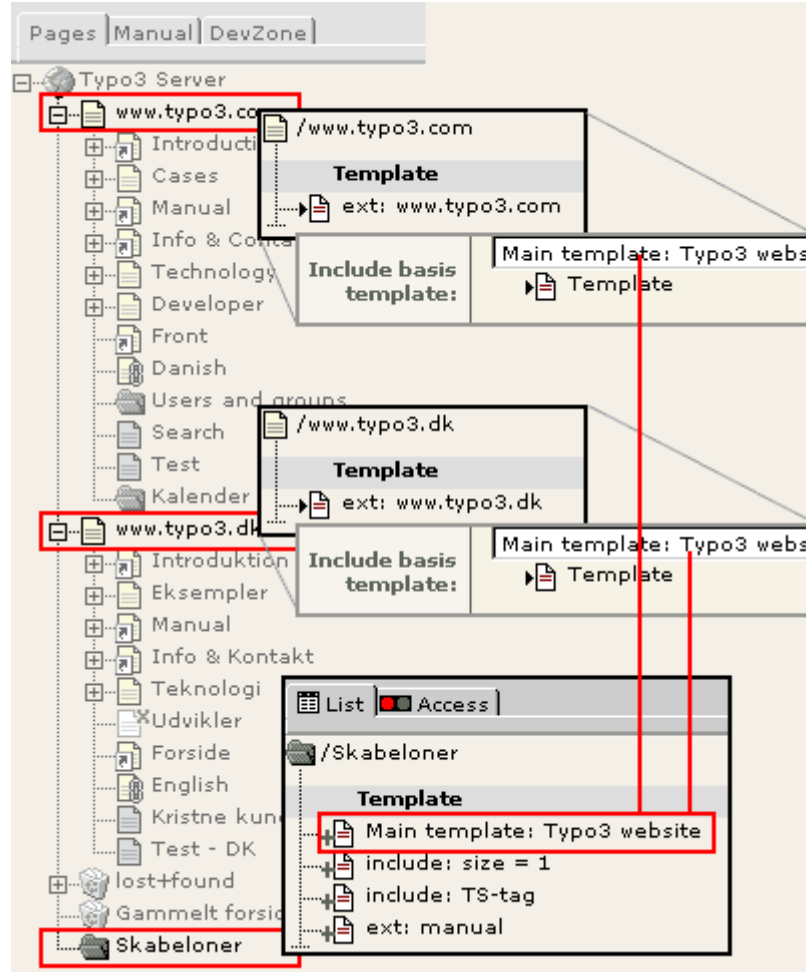 Pages Manual DevZone
Typo3 Server
www.typo3.co
Introducti
Cases
Manual
Info & Conta
Technology
Developer
Front
Danish
Users and groups
Search
Test
Kalender
www.typo3.dk
Introduktion
Eksempler
Manual
Info & Kontakt
Teknologi
Udvikler
Forside
English
Kristne kun
Test - DK
lost+found
Gammelt forsid
Skabeloner
/www.typo3.com
Template
ext: www.typo3.com
Include basis
template:
Main template: Typo3 webs
Template
/www.typo3.dk
Template
ext: www.typo3.dk
Include basis
template:
Main template: Typo3 webs
Template
List Access
/Skabeloner
Template
Main template: Typo3 website
include: size = 1
include: TS-tag
ext: manual